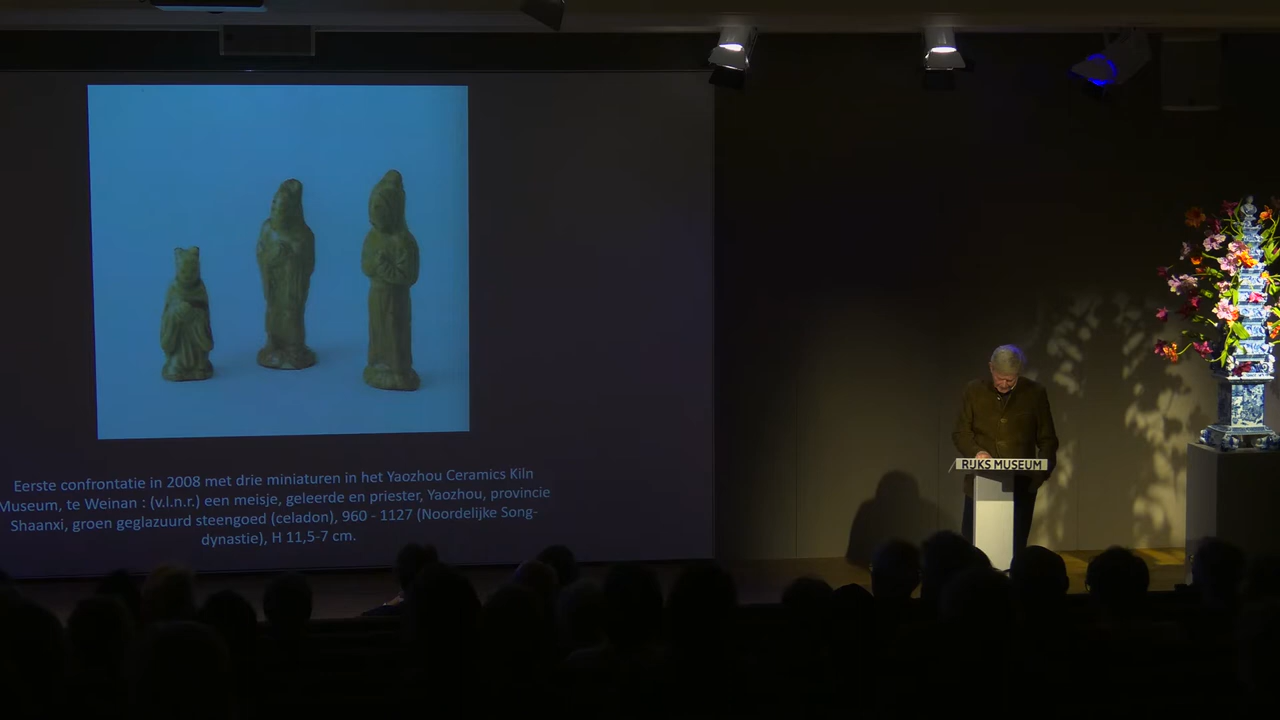 Eerste confrontatie in 2008 met drie miniaturen in het Yaozhou Ceramics Kiln
Museum, te Weinan : (v.l.n.r.) een meisje, geleerde en priester, Yaozhou, provincie
Shaanxi, groen geglazuurd steengoed (celadon), 960 - 1127 (Noordelijke Song-
dynastie), H 11,5-7 cm.
RIJKS MUSEUM